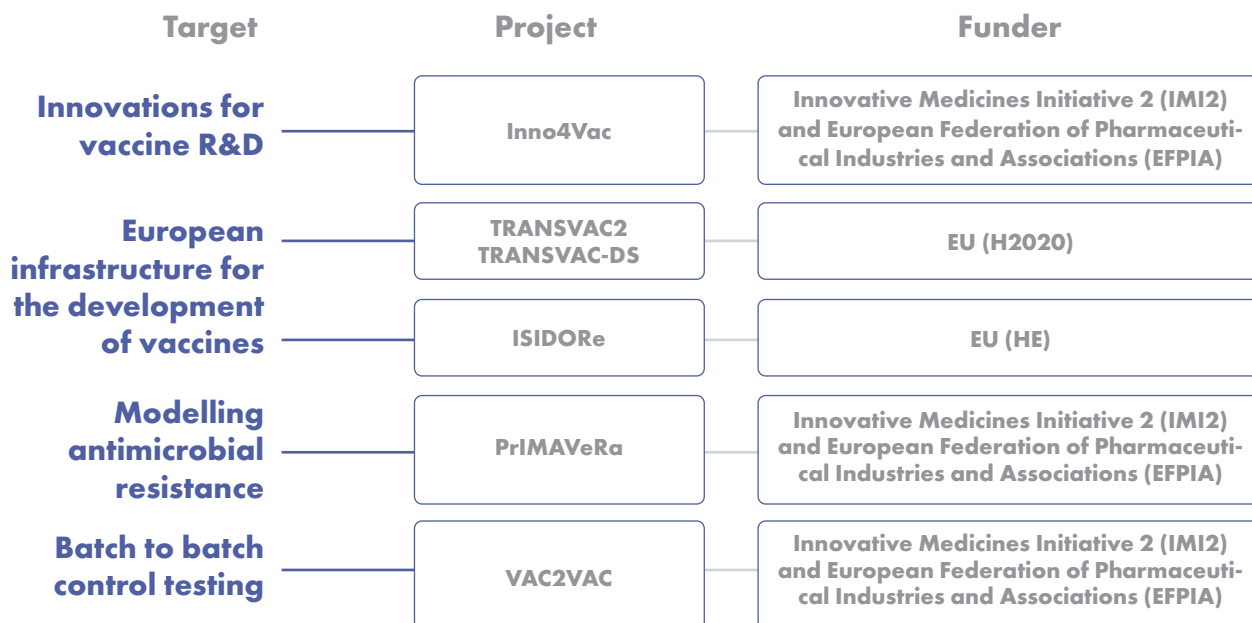 Target Project Funder
Innovations for
vaccine R&D
Inno4Vac
Innovative Medicines Initiative 2 (IMI2)
and European Federation of Pharmaceuti-
cal Industries and Associations (EFPIA)
European
infrastructure for
the development
of vaccines
TRANSVAC2
TRANSVAC-DS
EU (H2020)
ISIDORe
EU (HE)
Modelling
antimicrobial
resistance
PrIMAVeRa
Innovative Medicines Initiative 2 (IMI2)
and European Federation of Pharmaceuti-
cal Industries and Associations (EFPIA)
Batch to batch
control testing
VAC2VAC
Innovative Medicines Initiative 2 (IMI2)
and European Federation of Pharmaceuti-
cal Industries and Associations (EFPIA)